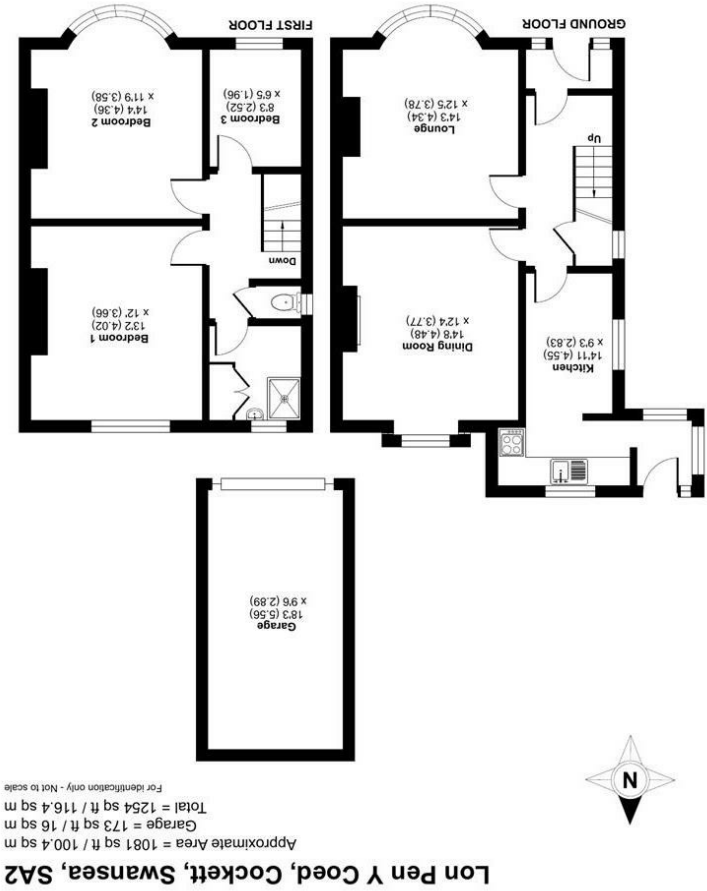 Lon Pen Y Coed, Cockett, Swansea, SA2
Approximate Area = 1081 sq ft / 100.4 sq m
Garage = 173 sq ft / 16 sq m
Total = 1254 sq ft / 116.4 sq m
For identification only - Not to scale
N
Garage
18'3 (5.56)
x 9'6 (2.89)
Kitchen
14'11 (4.55)
x 9'3 (2.83)
Dining Room
14'8 (4.48)
x 12'4 (3.77)
Up
Lounge
14'3 (4.34)
x 12'5 (3.78)
GROUND FLOOR
Bedroom 1
13'2 (4.02)
x 12' (3.66)
Down
Bedroom 3
8'3 (2.52)
x 6'5 (1.96)
Bedroom 2
14'4 (4.36)
x 11'9 (3.58)
FIRST FLOOR